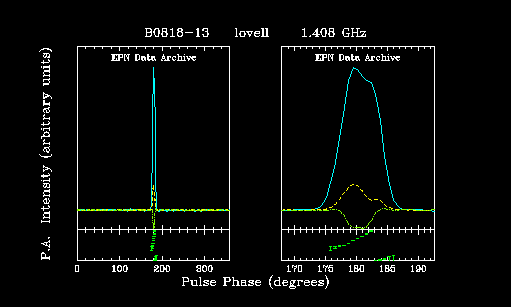 B0818-13 lovell 1.408 GHz
EPN Data Archive EPN Data Archive
P.A. Intensity (arbitrary units)
0 100 200 300 170 175 180 185 190
Pulse Phase (degrees)